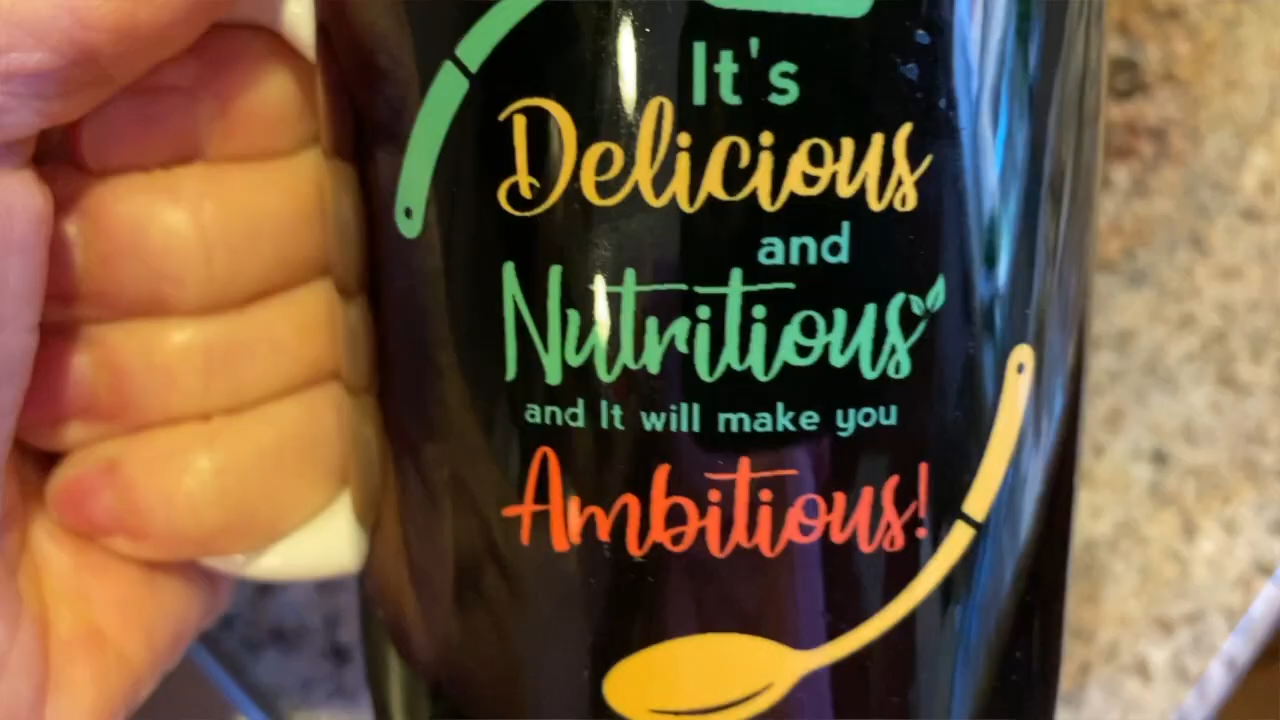 It's
Delicious
and
Nutritious
and It will make you
Ambitious!